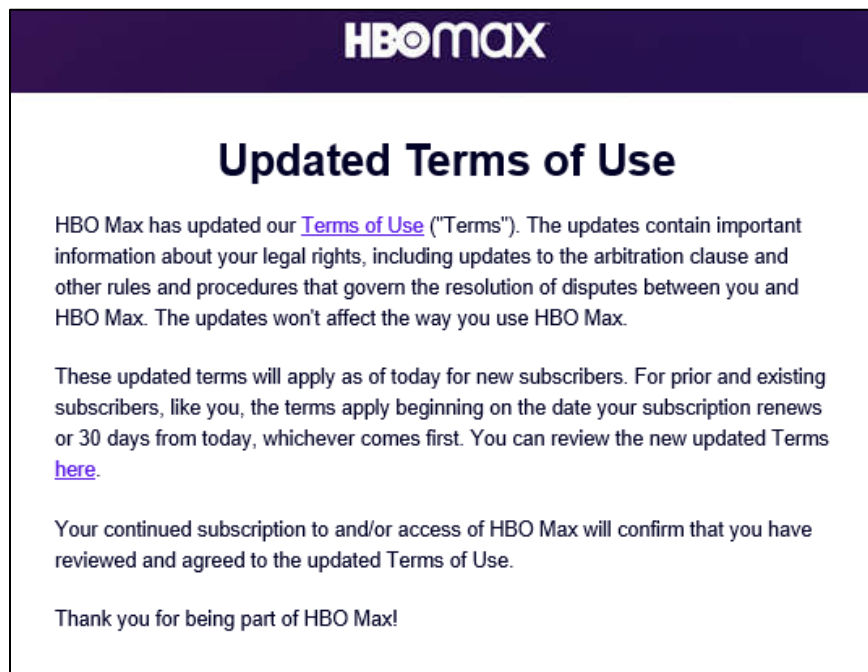 HBOMAX
Updated Terms of Use
HBO Max has updated our Terms of Use ("Terms"). The updates contain important
information about your legal rights, including updates to the arbitration clause and
other rules and procedures that govern the resolution of disputes between you and
HBO Max. The updates won't affect the way you use HBO Max.
These updated terms will apply as of today for new subscribers. For prior and existing
subscribers, like you, the terms apply beginning on the date your subscription renews
or 30 days from today, whichever comes first. You can review the new updated Terms
here.
Your continued subscription to and/or access of HBO Max will confirm that you have
reviewed and agreed to the updated Terms of Use.
Thank you for being part of HBO Max!